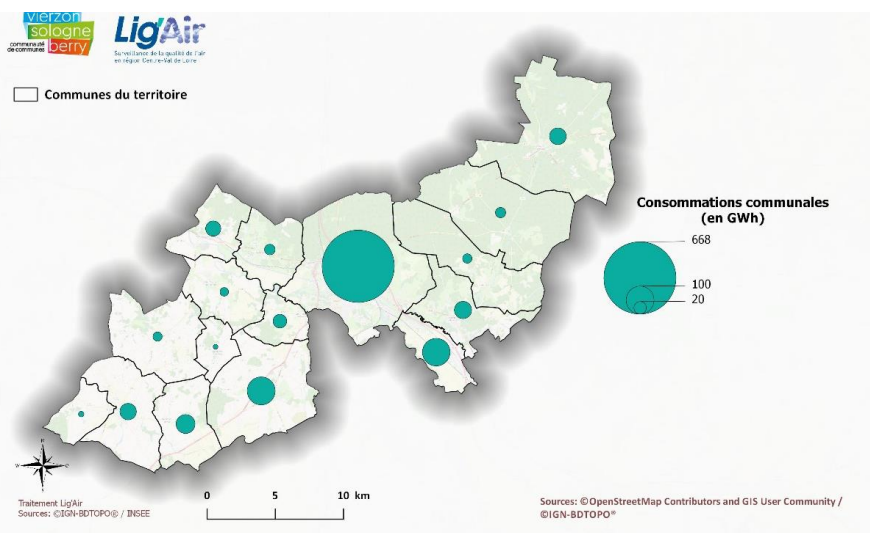 vierzon
sologne
communauté
de communes
berry
Lig'Air
Surveillance de la qualité de l'air
en région Centre-Val de Loire
Communes du territoire
Consommations communales
(en GWh)
668
100
20
0 5 10 km
Traitement Lig'Air
Sources: ©IGN-BDTOPO® / INSEE
Sources: ©OpenStreetMap Contributors and GIS User Community /
©IGN-BDTOPO®